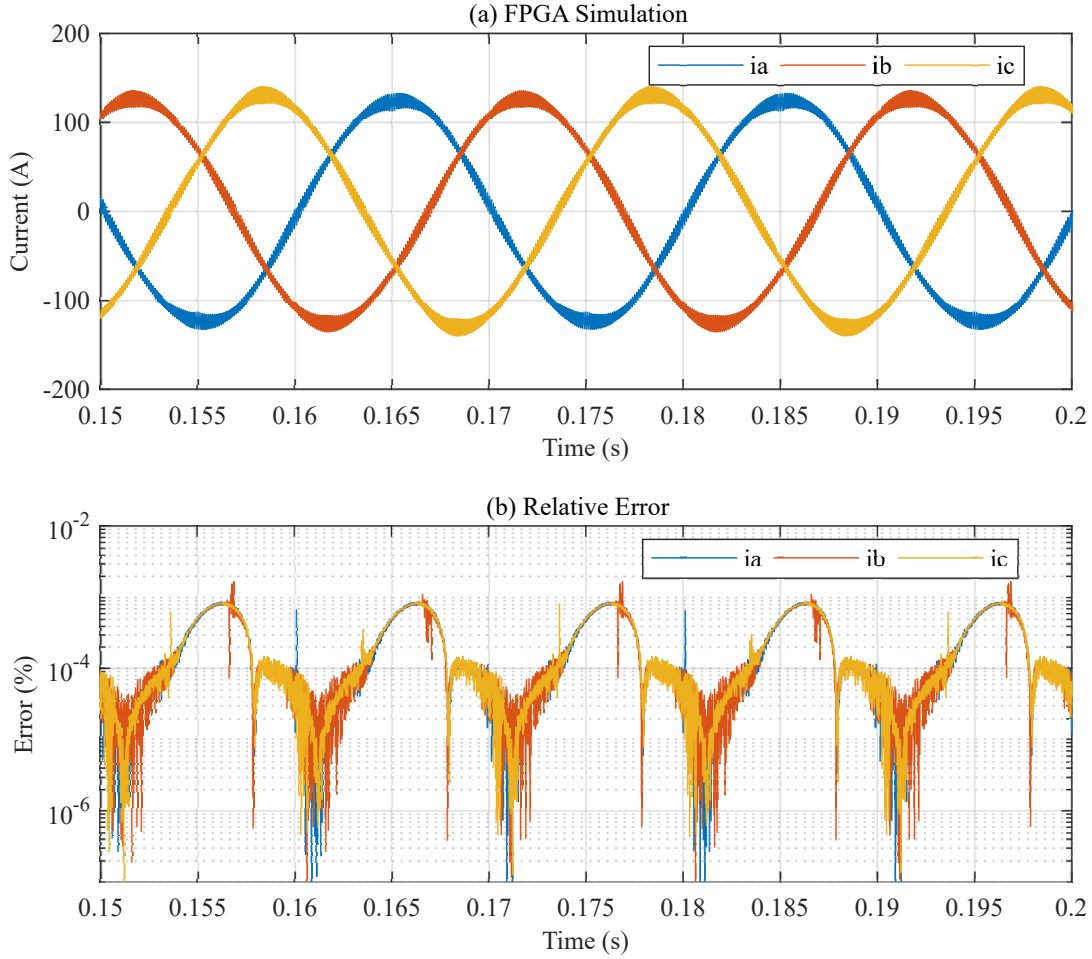 (a) FPGA Simulation
200
100
0
-100
-200
Current (A)
ia ib ic
0.15 0.155 0.16 0.165 0.17 0.175 0.18 0.185 0.19 0.195 0.2
Time (s)
(b) Relative Error
10-2
10-4
10-6
Error (%)
ia ib ic
0.15 0.155 0.16 0.165 0.17 0.175 0.18 0.185 0.19 0.195 0.2
Time (s)